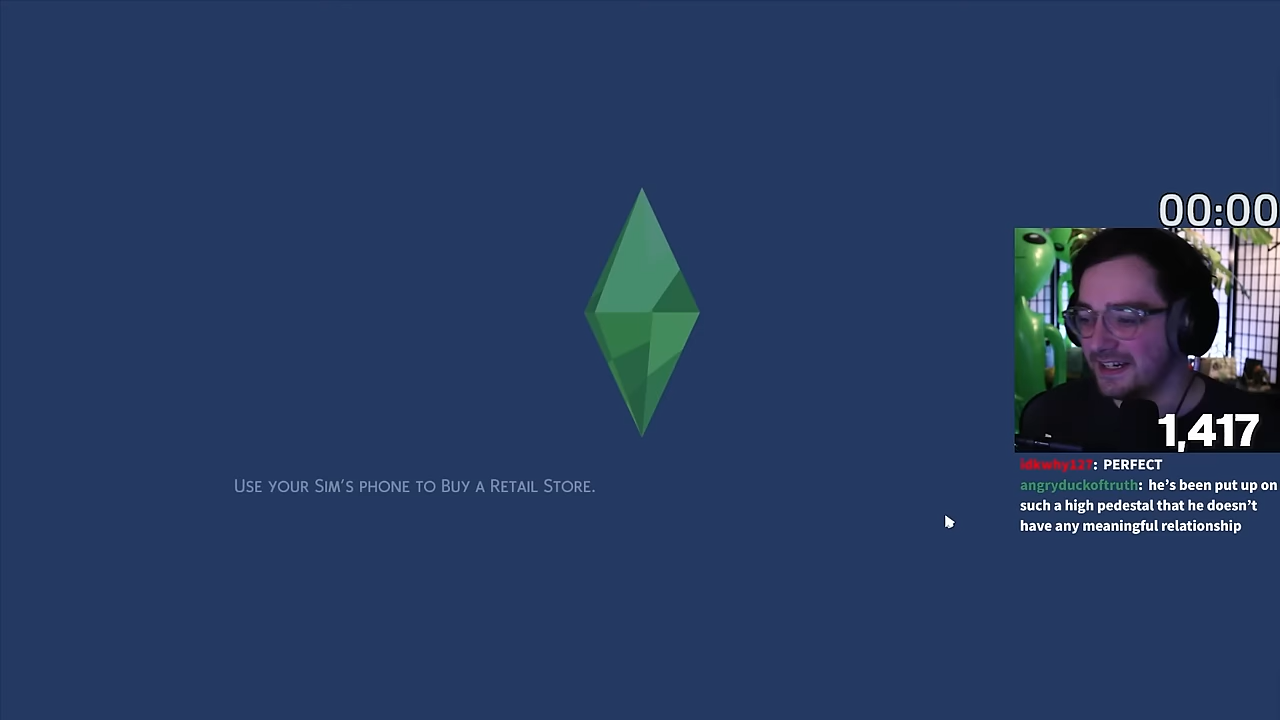 00:00
1,417
idkwhy127: PERFECT
angryduckoftruth: he's been put up on
such a high pedestal that he doesn't
have any meaningful relationship
Use your Sim's phone to Buy a Retail Store.